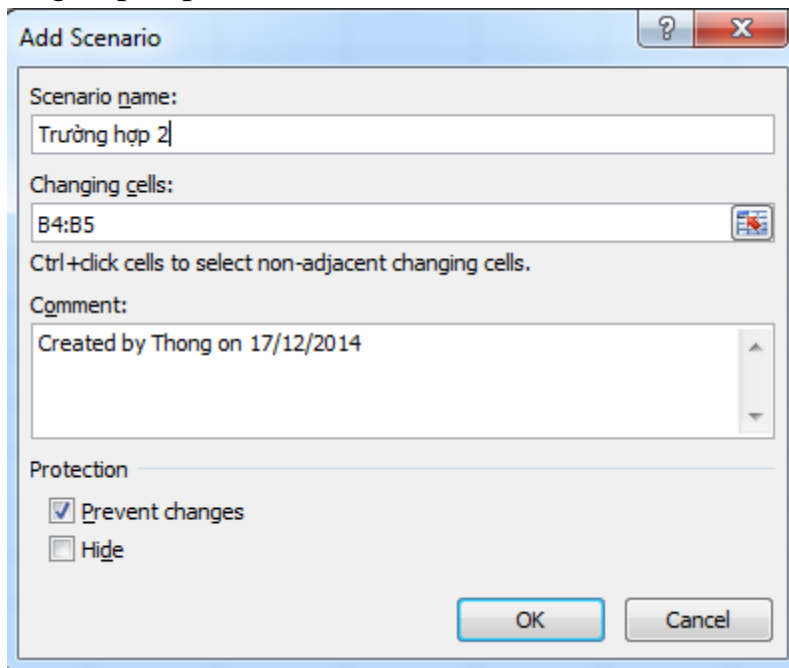 Add Scenario
Scenario name:
Trường hợp 2
Changing cells:
B4:B5
Ctrl+click cells to select non-adjacent changing cells.
Comment:
Created by Thong on 17/12/2014
Protection
Prevent changes
Hide
OK Cancel